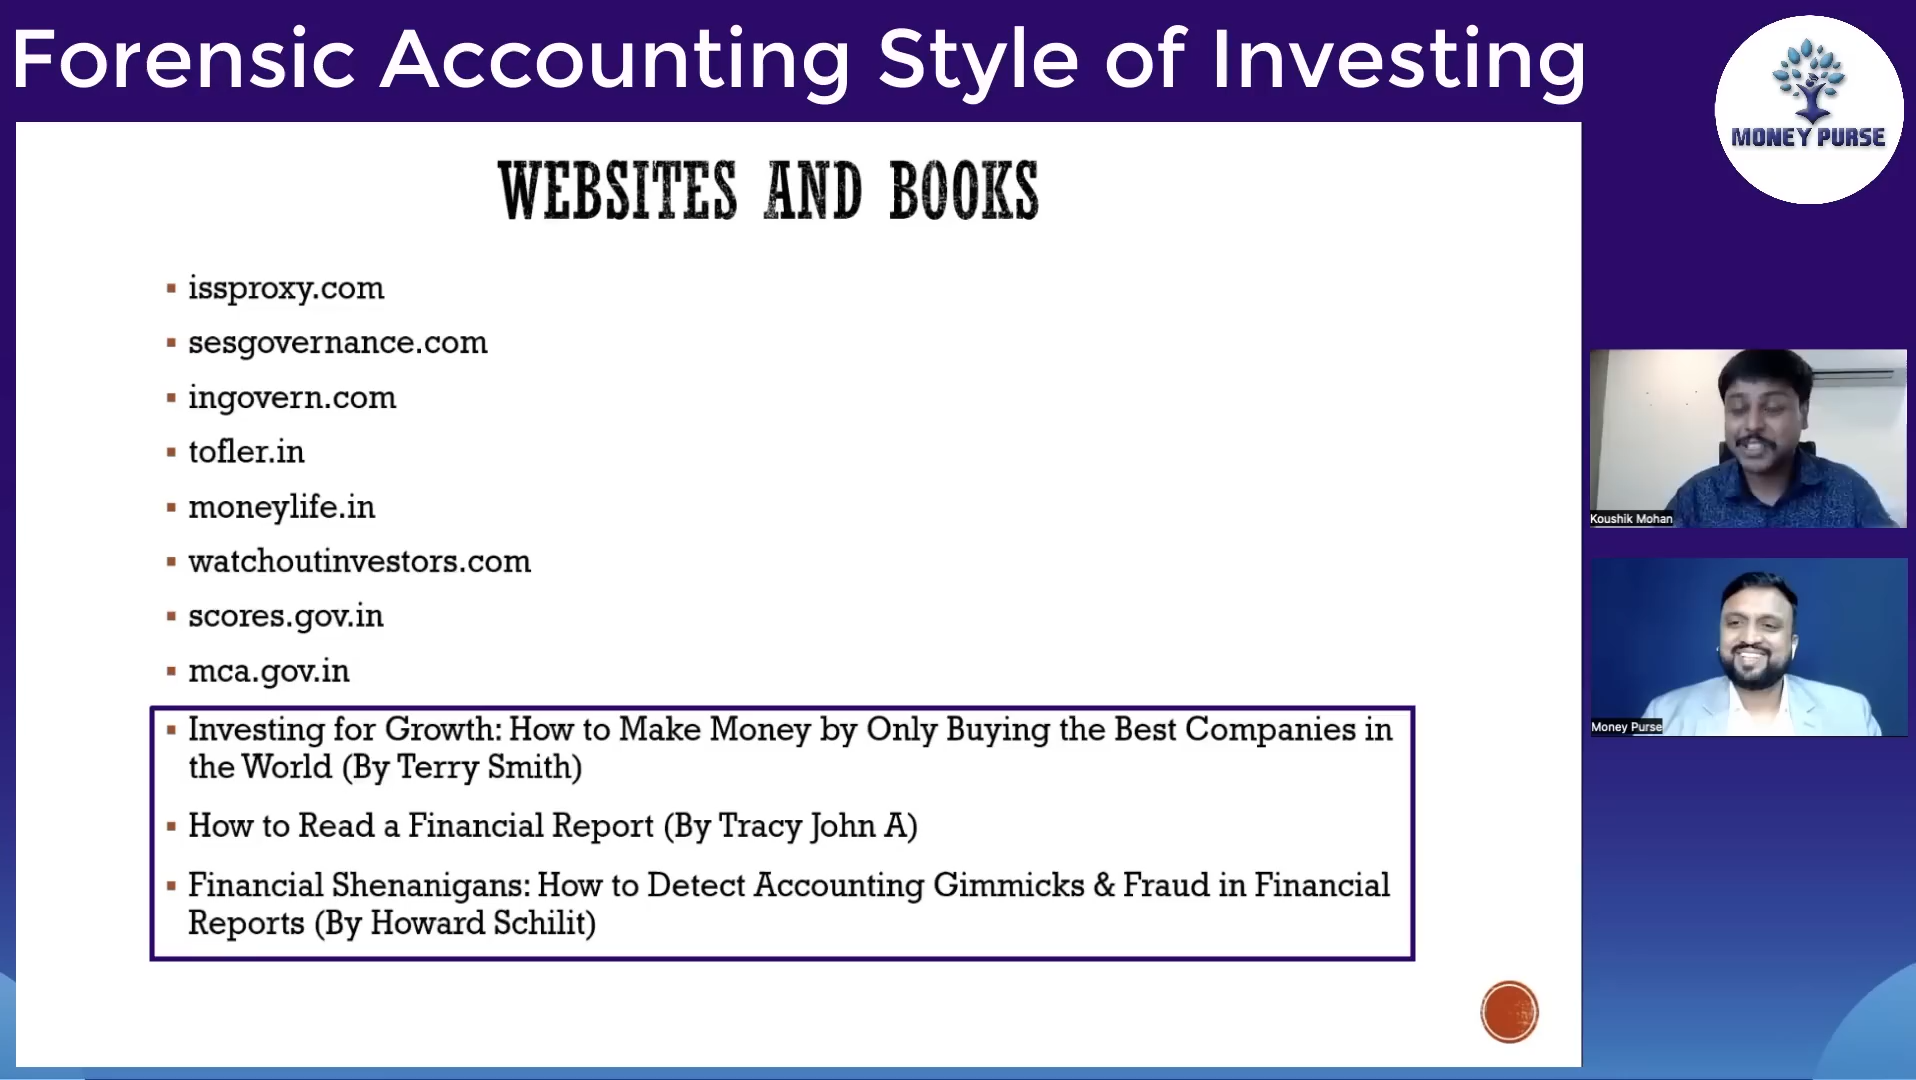 Forensic Accounting Style of Investing
MONEY PURSE
WEBSITES AND BOOKS
issproxy.com
sesgovernance.com
ingovern.com
tofler.in
moneylife.in
watchoutinvestors.com
scores.gov.in
mca.gov.in
Investing for Growth: How to Make Money by Only Buying the Best Companies in
the World (By Terry Smith)
How to Read a Financial Report (By Tracy John A)
Financial Shenanigans: How to Detect Accounting Gimmicks & Fraud in Financial
Reports (By Howard Schilit)
Koushik Mohan
Money Purse